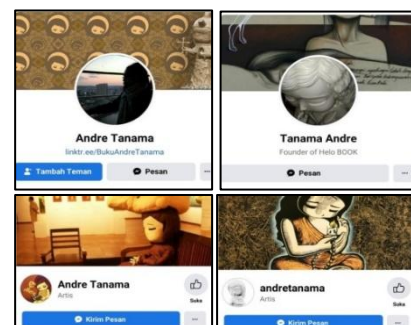 Andre Tanama
linktr.ee/BukuAndreTanama
Tambah Teman
Pesan
Tanama Andre
Founder of Helo BOOK
Pesan
Andre Tanama
Artis
Suka
Kirim Pesan
andretanama
Artis
Suka
Kirim Pesan